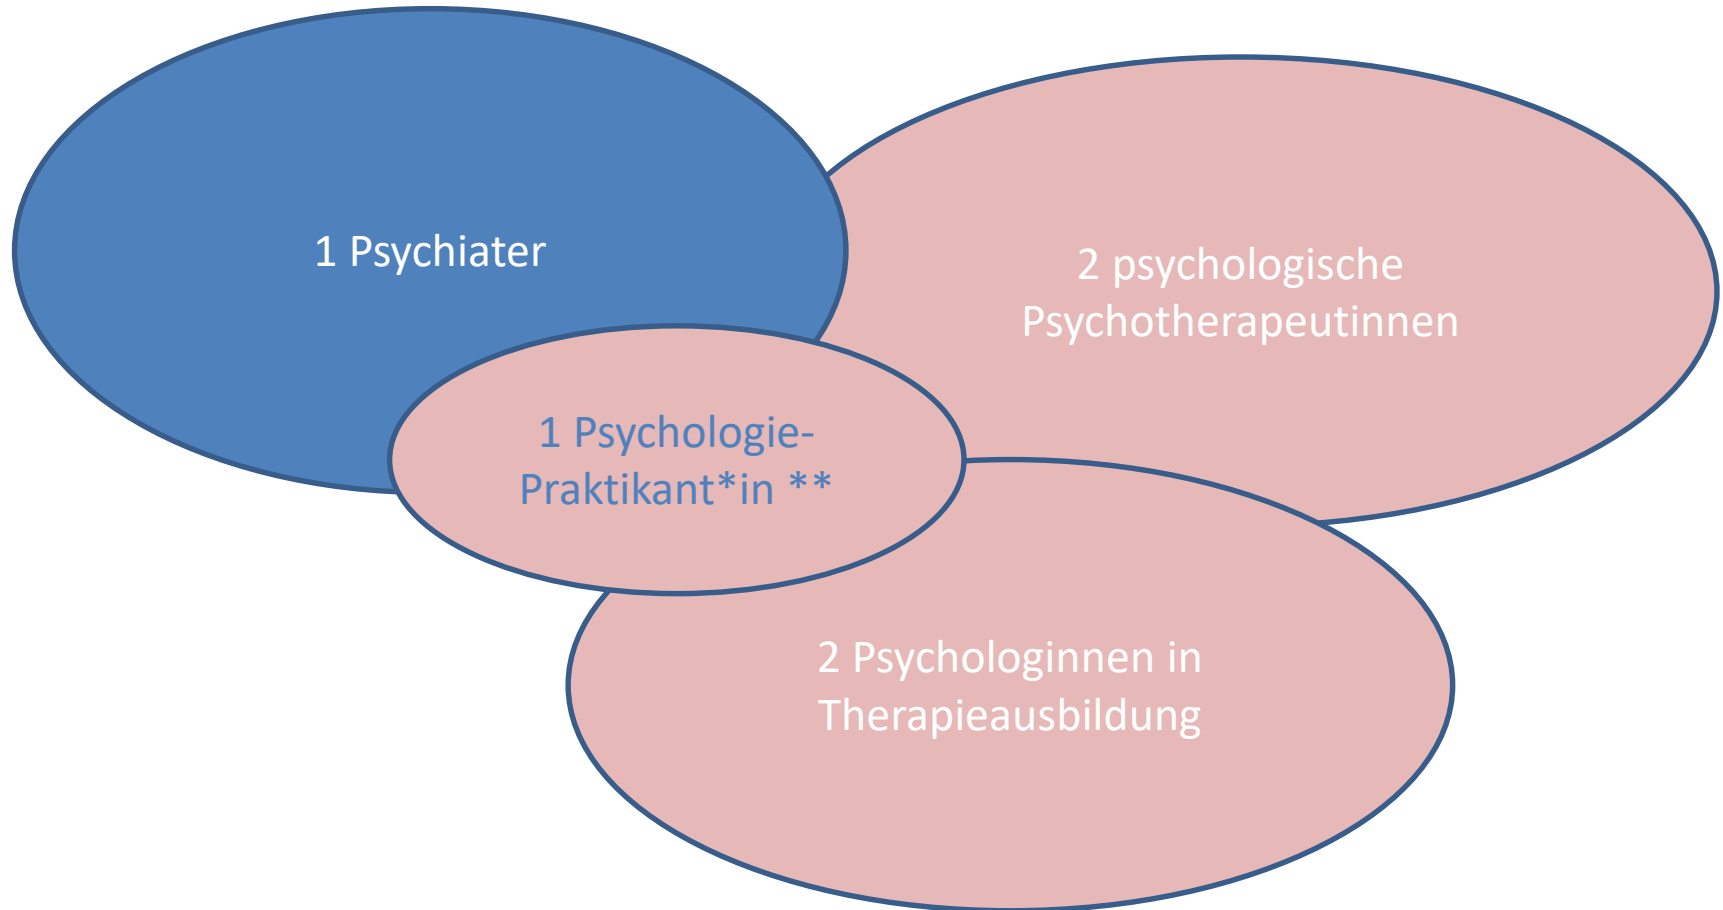 1 Psychiater
2 psychologische
Psychotherapeutinnen
1 Psychologie-
Praktikant*in **
2 Psychologinnen in
Therapieausbildung